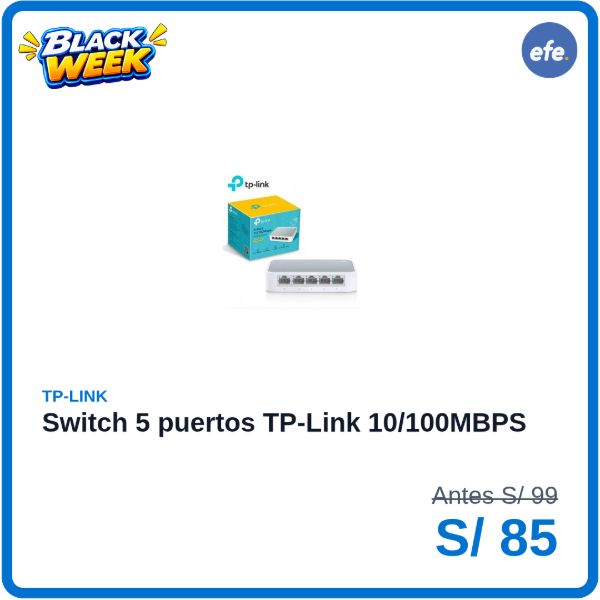 BLACK
WEEK
efe.
tp-link
TP-LINK
Switch 5 puertos TP-Link 10/100MBPS
Antes S/ 99
S/ 85